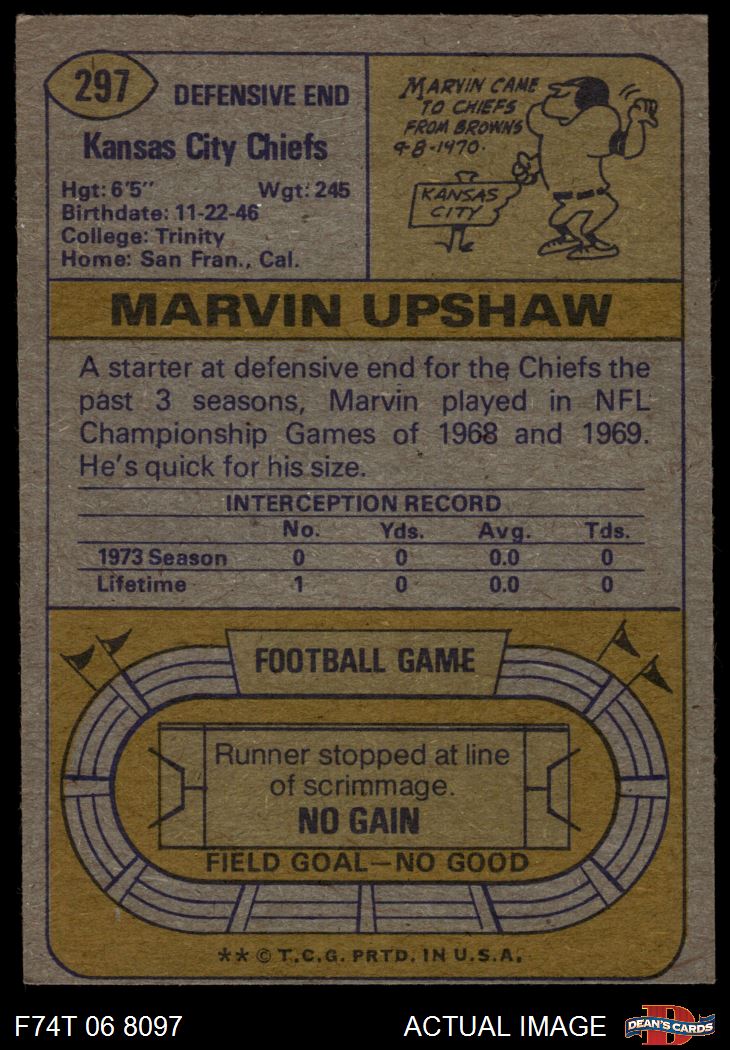 297
DEFENSIVE END
Kansas City Chiefs
Hgt: 6'5" Wgt: 245
Birthdate: 11-22-46
College: Trinity
Home: San Fran., Cal.
MARVIN CAME
TO CHIEFS
FROM BROWNS
9-8-1970.
KANSAS
CITY
MARVIN UPSHAW
A starter at defensive end for the Chiefs the
past 3 seasons, Marvin played in NFL
Championship Games of 1968 and 1969.
He's quick for his size.
INTERCEPTION RECORD
No. Yds. Avg. Tds.
1973 Season 0 0 0.0 0
Lifetime 1 0 0.0 0
FOOTBALL GAME
Runner stopped at line
of scrimmage.
NO GAIN
FIELD GOAL—NO GOOD
** © T.C.G. PRTD. IN U.S.A.
F74T 06 8097 ACTUAL IMAGE
D
DEAN'S CARDS